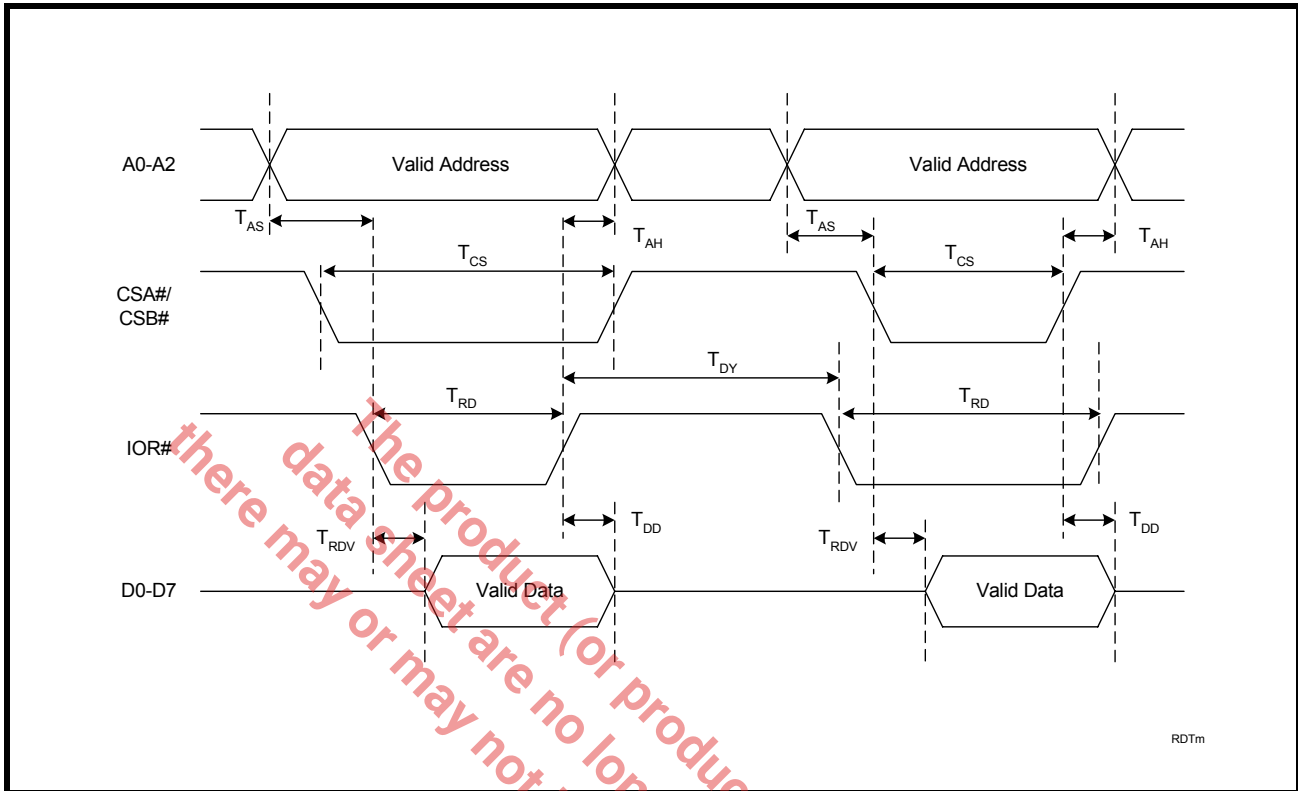 A0-A2
Valid Address
Valid Address
TAS
TAH
TAS
TAH
TCS
TCS
CSA#/
CSB#
TDY
TRD
TRD
IOR#
TRDV
TDD
TRDV
TDD
D0-D7
Valid Data
Valid Data
The product (or produc
data sheet are no lon
there may or may not
RDTm